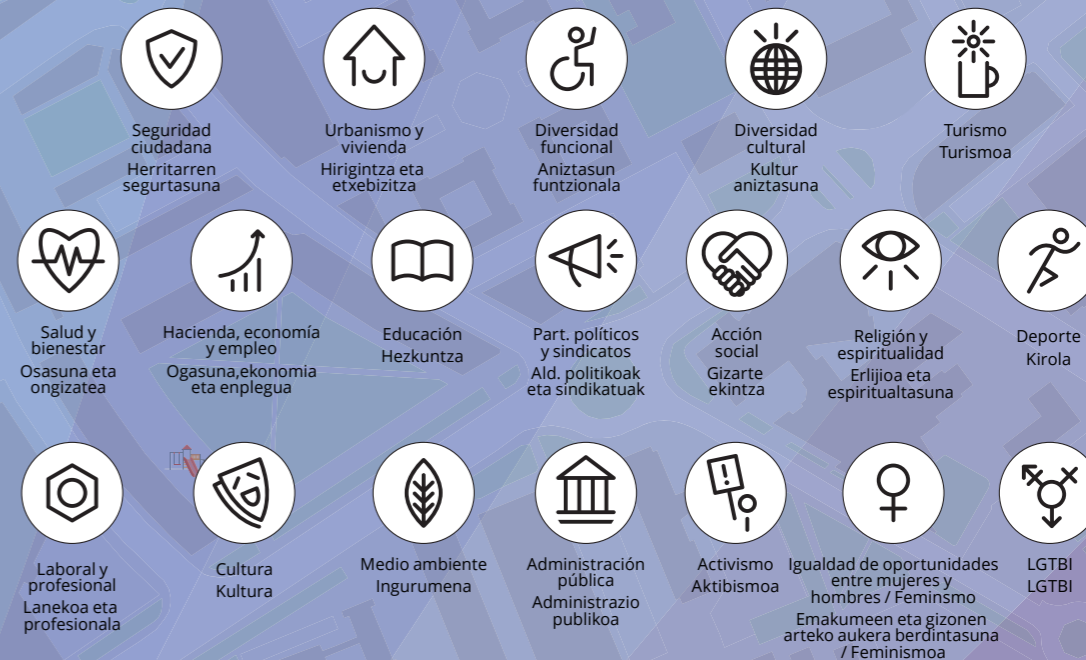 Seguridad
ciudadana
Herritarren
segurtasuna
Urbanismo y
vivienda
Hirigintza eta
etxebizitza
Diversidad
funcional
Aniztasun
funtzionala
Diversidad
cultural
Kultur
aniztasuna
Turismo
Turismoa
Salud y
bienestar
Osasuna eta
ongizatea
Hacienda, economía
y empleo
Ogasuna,ekonomia
eta enplegua
Educación
Hezkuntza
Part. políticos
y sindicatos
Ald. politikoak
eta sindikatuak
Acción
social
Gizarte
ekintza
Religión y
espiritualidad
Erlijioa eta
espiritualtasuna
Deporte
Kirola
Laboral y
profesional
Lanekoa eta
profesionala
Cultura
Kultura
Medio ambiente
Ingurumena
Administración
pública
Administrazio
publikoa
Activismo
Aktibismoa
Igualdad de oportunidades
entre mujeres y
hombres / Feminsmo
Emakumeen eta gizonen
arteko aukera berdintasuna
/ Feminismoa
LGTBI
LGTBI